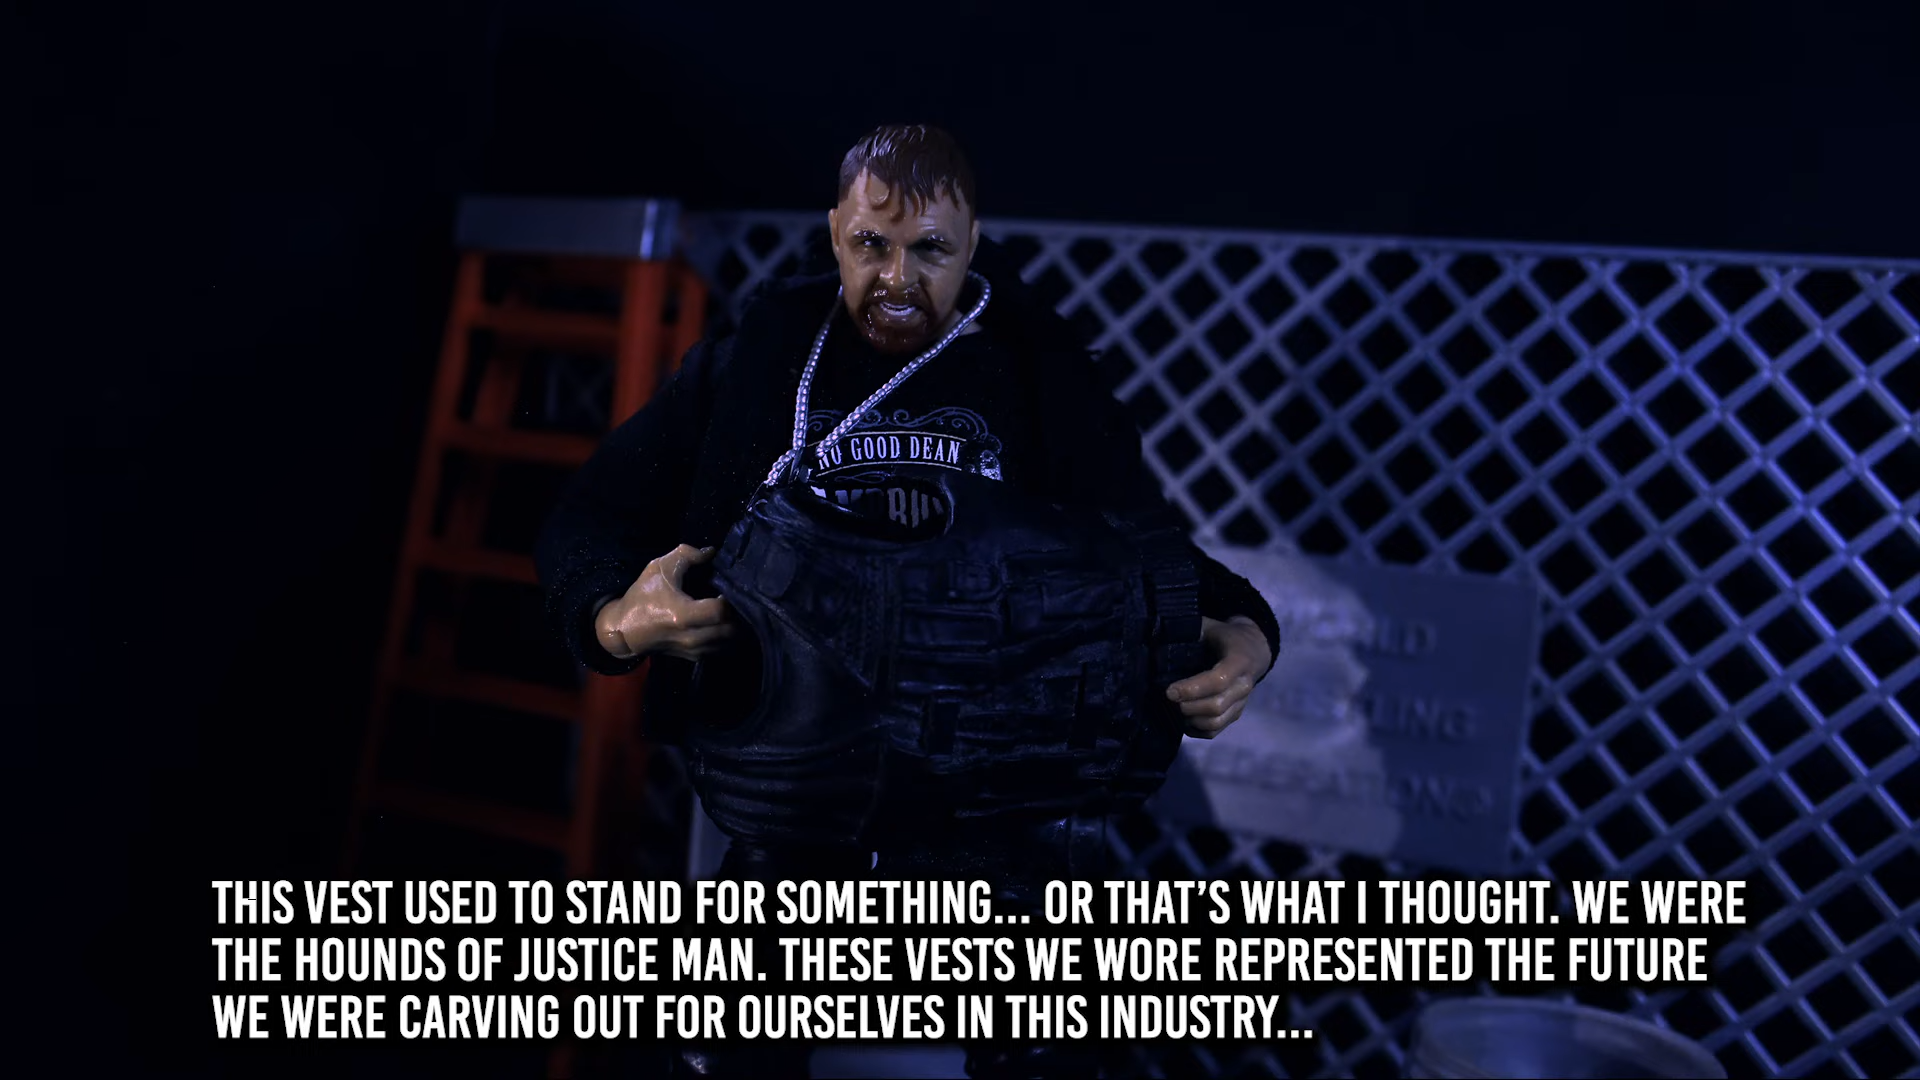 NO GOOD DEAN
THIS VEST USED TO STAND FOR SOMETHING... OR THAT'S WHAT I THOUGHT. WE WERE
THE HOUNDS OF JUSTICE MAN. THESE VESTS WE WORE REPRESENTED THE FUTURE
WE WERE CARVING OUT FOR OURSELVES IN THIS INDUSTRY...